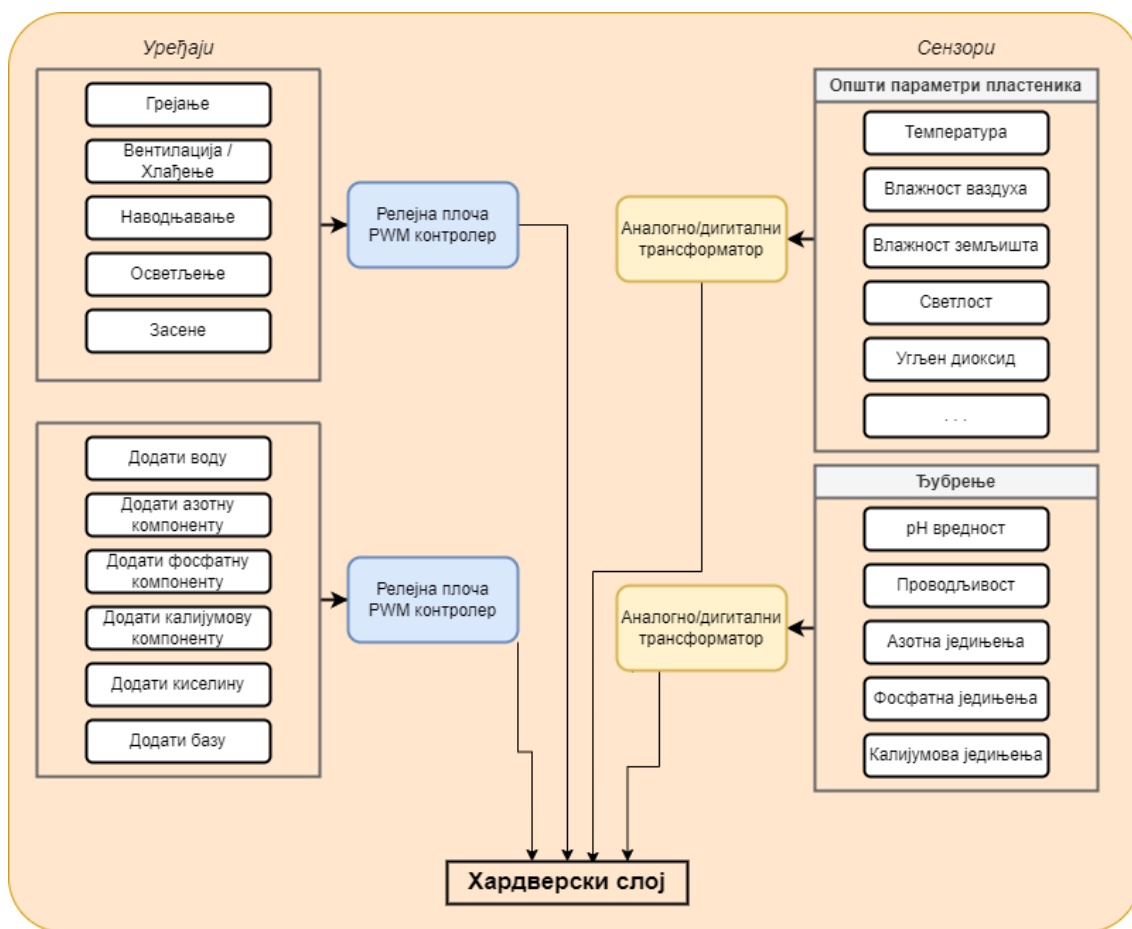 Уређаји
Грејање
Вентилација /
Хлађење
Наводњавање
Осветљење
Засене
Релејна плоча
PWM контролер
Додати воду
Додати азотну
компоненту
Додати фосфатну
компоненту
Додати калијумову
компоненту
Додати киселину
Додати базу
Релејна плоча
PWM контролер
Сензори
Општи параметри пластеника
Температура
Влажност ваздуха
Влажност земљишта
Светлост
Угљен диоксид
. . .
Аналогно/дигитални
трансформатор
Ђубрење
pH вредност
Проводљивост
Азотна једињења
Фосфатна једињења
Калијумова једињења
Аналогно/дигитални
трансформатор
Хардверски слој